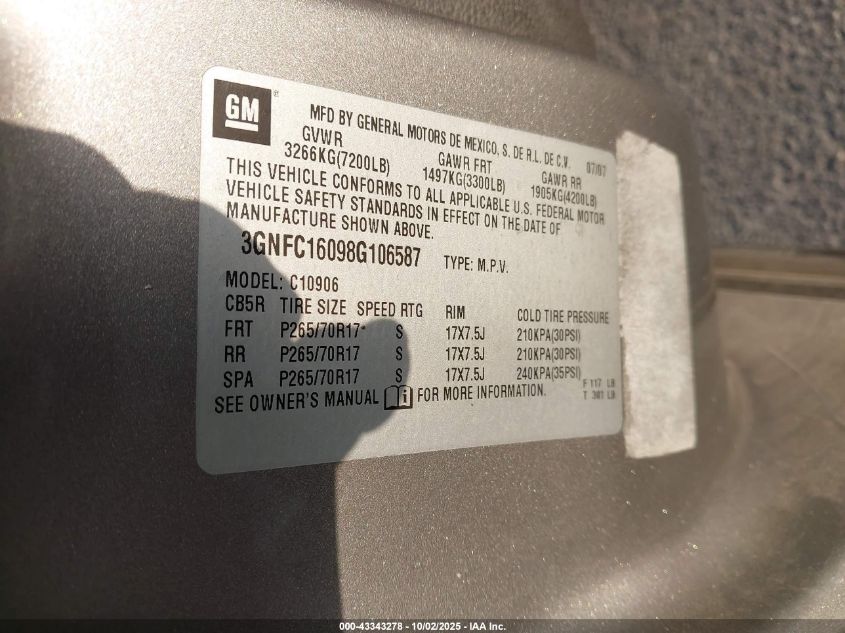 GM ®
MFD BY GENERAL MOTORS DE MEXICO, S. DE R.L. DE C.V. 07/07
GVWR GAWR FRT GAWR RR
3266KG(7200LB) 1497KG(3300LB) 1905KG(4200LB)
THIS VEHICLE CONFORMS TO ALL APPLICABLE U.S. FEDERAL MOTOR
VEHICLE SAFETY STANDARDS IN EFFECT ON THE DATE OF
MANUFACTURE SHOWN ABOVE.
3GNFC16098G106587 TYPE: M.P.V.
MODEL: C10906
CB5R TIRE SIZE SPEED RTG RIM COLD TIRE PRESSURE
FRT P265/70R17 S 17X7.5J 210KPA(30PSI)
RR P265/70R17 S 17X7.5J 210KPA(30PSI)
SPA P265/70R17 S 17X7.5J 240KPA(35PSI)
F 117 LB
T 301 LB
SEE OWNER'S MANUAL i FOR MORE INFORMATION.
000-43343278 - 10/02/2025 - IAA Inc.